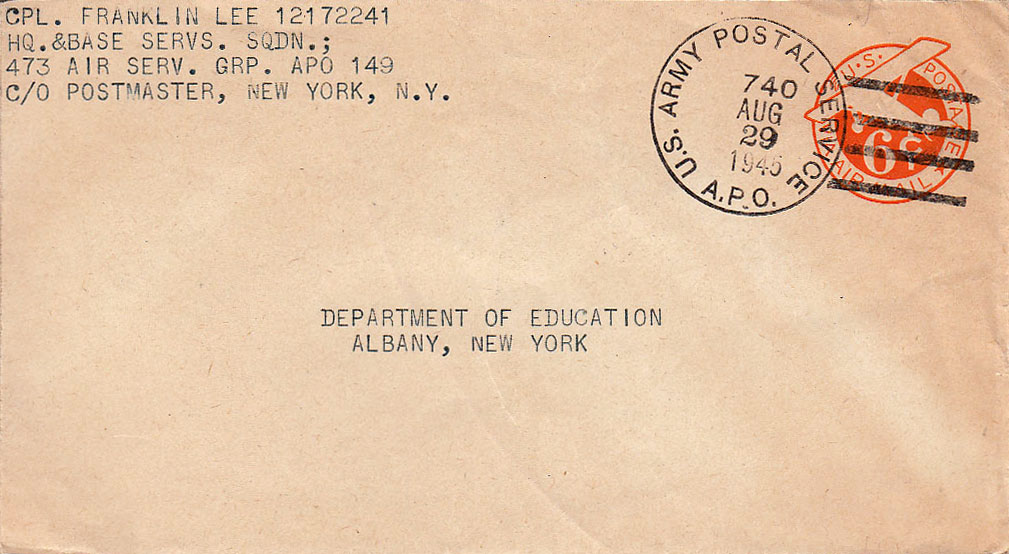 CPL. FRANKLIN LEE 12172241
HQ.&BASE SERVS. SQDN.;
473 AIR SERV. GRP. APO 149
C/O POSTMASTER, NEW YORK, N.Y.
U.S. ARMY POSTAL SERVICE
740
AUG
29
1945
A.P.O.
U.S. POSTAGE
6¢
AIR MAIL
DEPARTMENT OF EDUCATION
ALBANY, NEW YORK